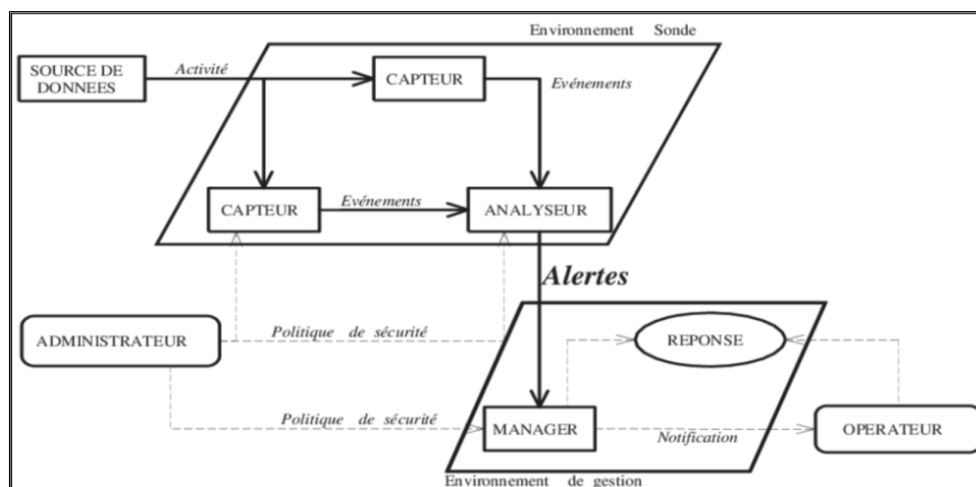 Environnement Sonde
SOURCE DE
DONNEES
Activité
CAPTEUR
Evénements
CAPTEUR
Evénements
ANALYSEUR
Alertes
ADMINISTRATEUR
Politique de sécurité
REPONSE
Politique de sécurité
MANAGER
Notification
OPERATEUR
Environnement de gestion